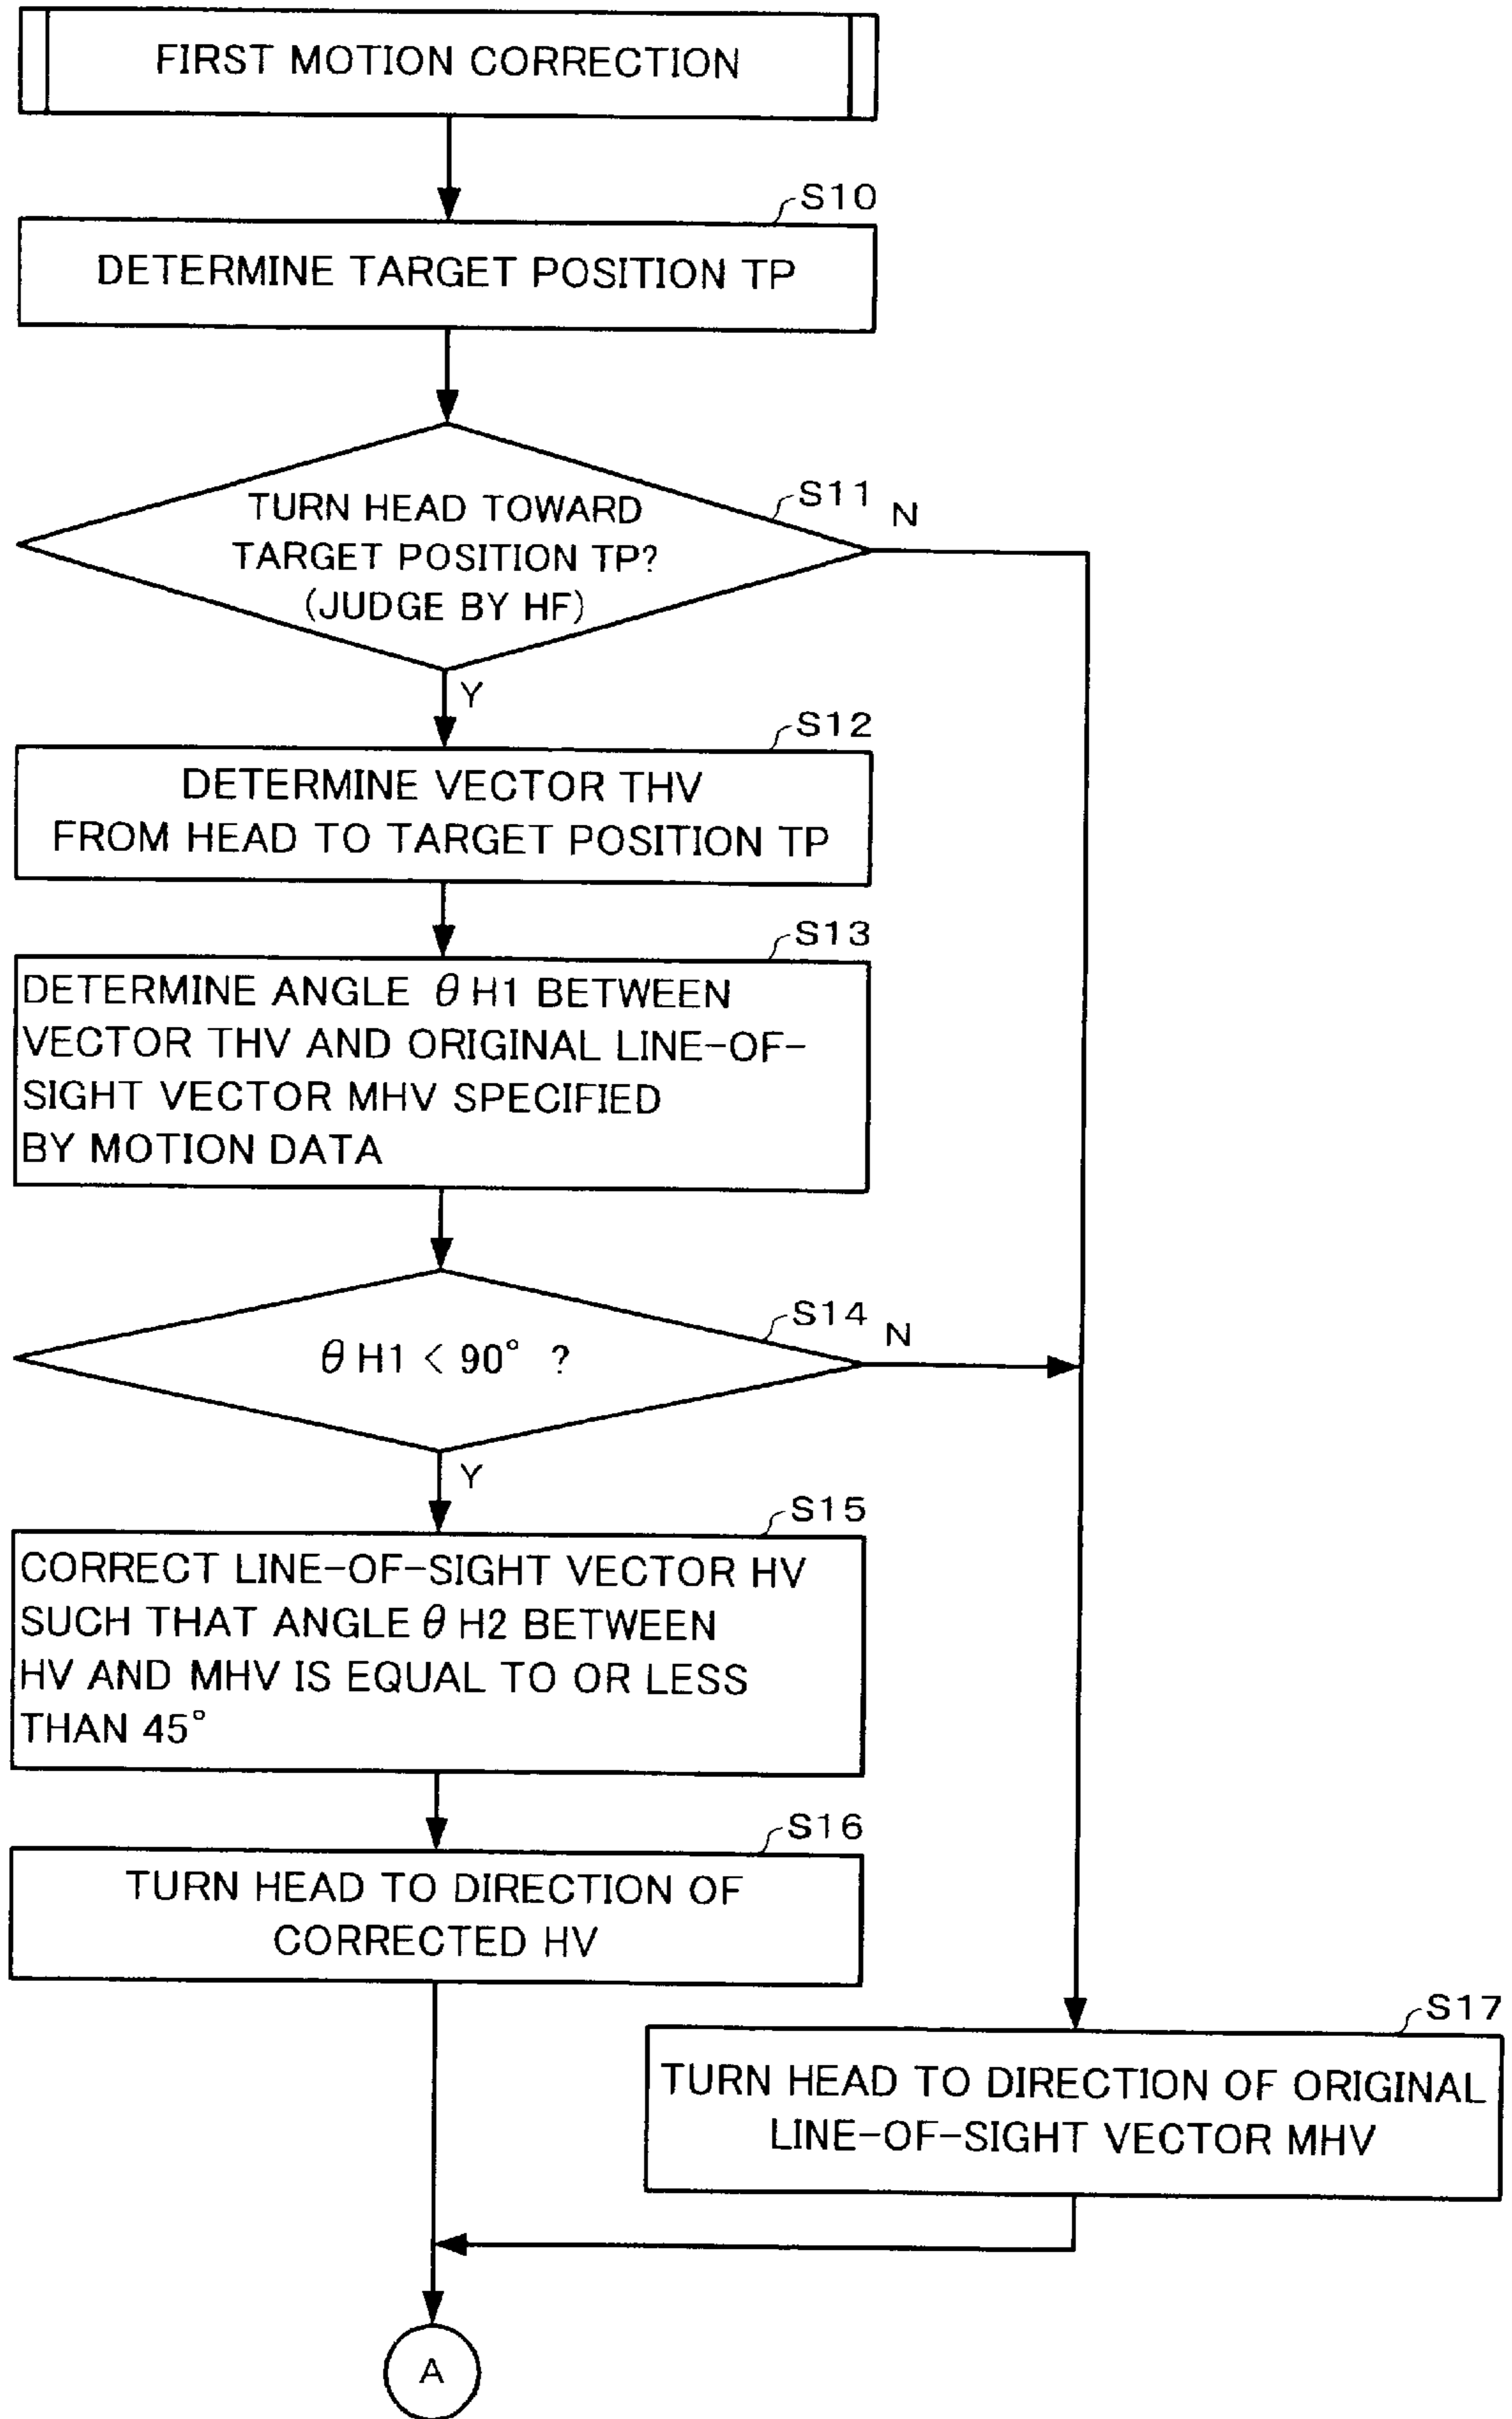 FIRST MOTION CORRECTION
S10
DETERMINE TARGET POSITION TP
S11
N
TURN HEAD TOWARD
TARGET POSITION TP?
(JUDGE BY HF)
Y
S12
DETERMINE VECTOR THV
FROM HEAD TO TARGET POSITION TP
S13
DETERMINE ANGLE θ H1 BETWEEN
VECTOR THV AND ORIGINAL LINE-OF-
SIGHT VECTOR MHV SPECIFIED
BY MOTION DATA
S14
N
θ H1 < 90° ?
Y
S15
CORRECT LINE-OF-SIGHT VECTOR HV
SUCH THAT ANGLE θ H2 BETWEEN
HV AND MHV IS EQUAL TO OR LESS
THAN 45°
S16
TURN HEAD TO DIRECTION OF
CORRECTED HV
S17
TURN HEAD TO DIRECTION OF ORIGINAL
LINE-OF-SIGHT VECTOR MHV
A